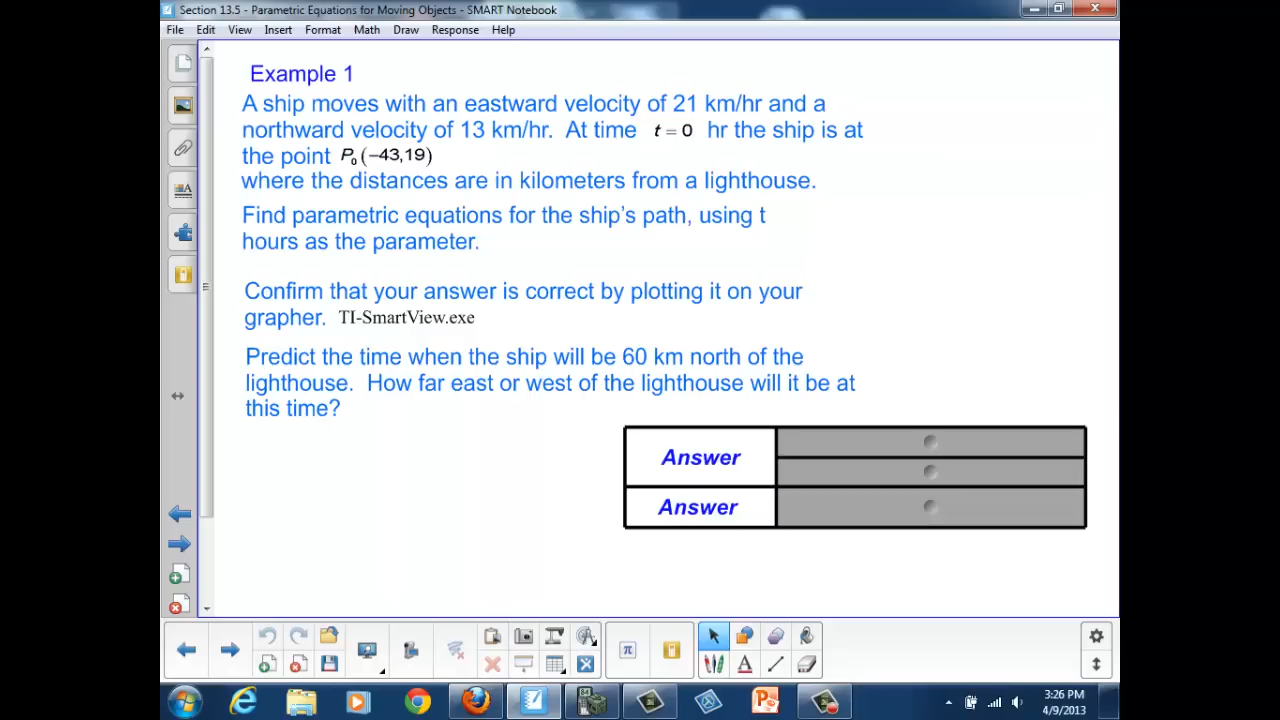 Section 13.5 - Parametric Equations for Moving Objects - SMART Notebook
File Edit View Insert Format Math Draw Response Help
Example 1
A ship moves with an eastward velocity of 21 km/hr and a
northward velocity of 13 km/hr. At time t = 0 hr the ship is at
the point P₀(−43,19)
where the distances are in kilometers from a lighthouse.
Find parametric equations for the ship's path, using t
hours as the parameter.
Confirm that your answer is correct by plotting it on your
grapher. TI-SmartView.exe
Predict the time when the ship will be 60 km north of the
lighthouse. How far east or west of the lighthouse will it be at
this time?
Answer
Answer
3:26 PM
4/9/2013